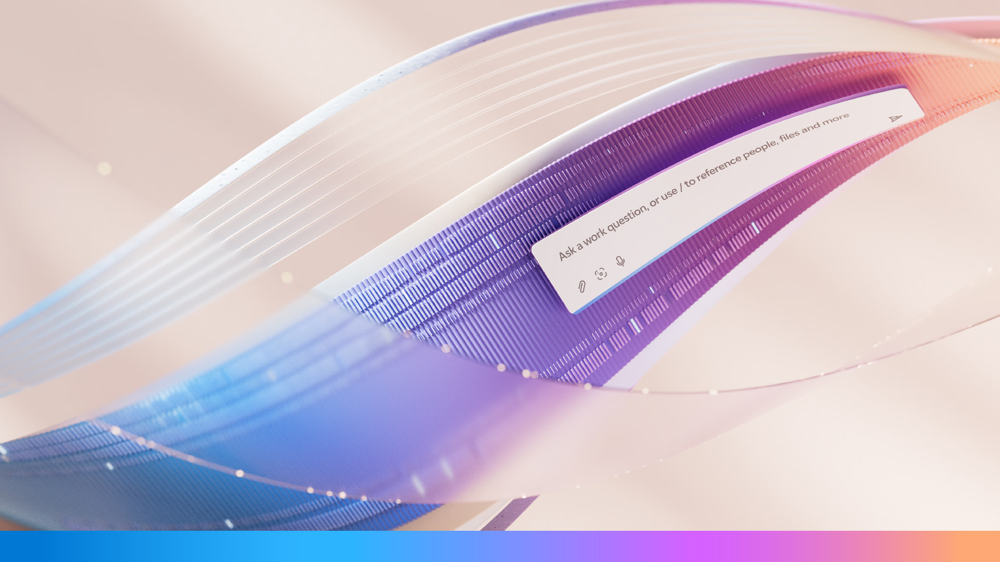 Ask a work question, or use / to reference people, files and more